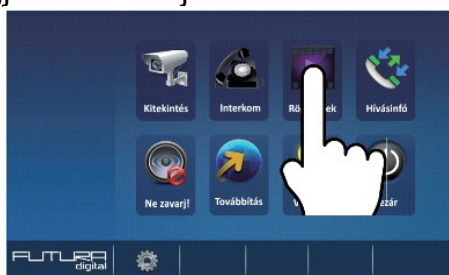 Kitekintés
Interkom
Hívásinfó
Ne zavarj!
Továbbítás
FUTURA
digital